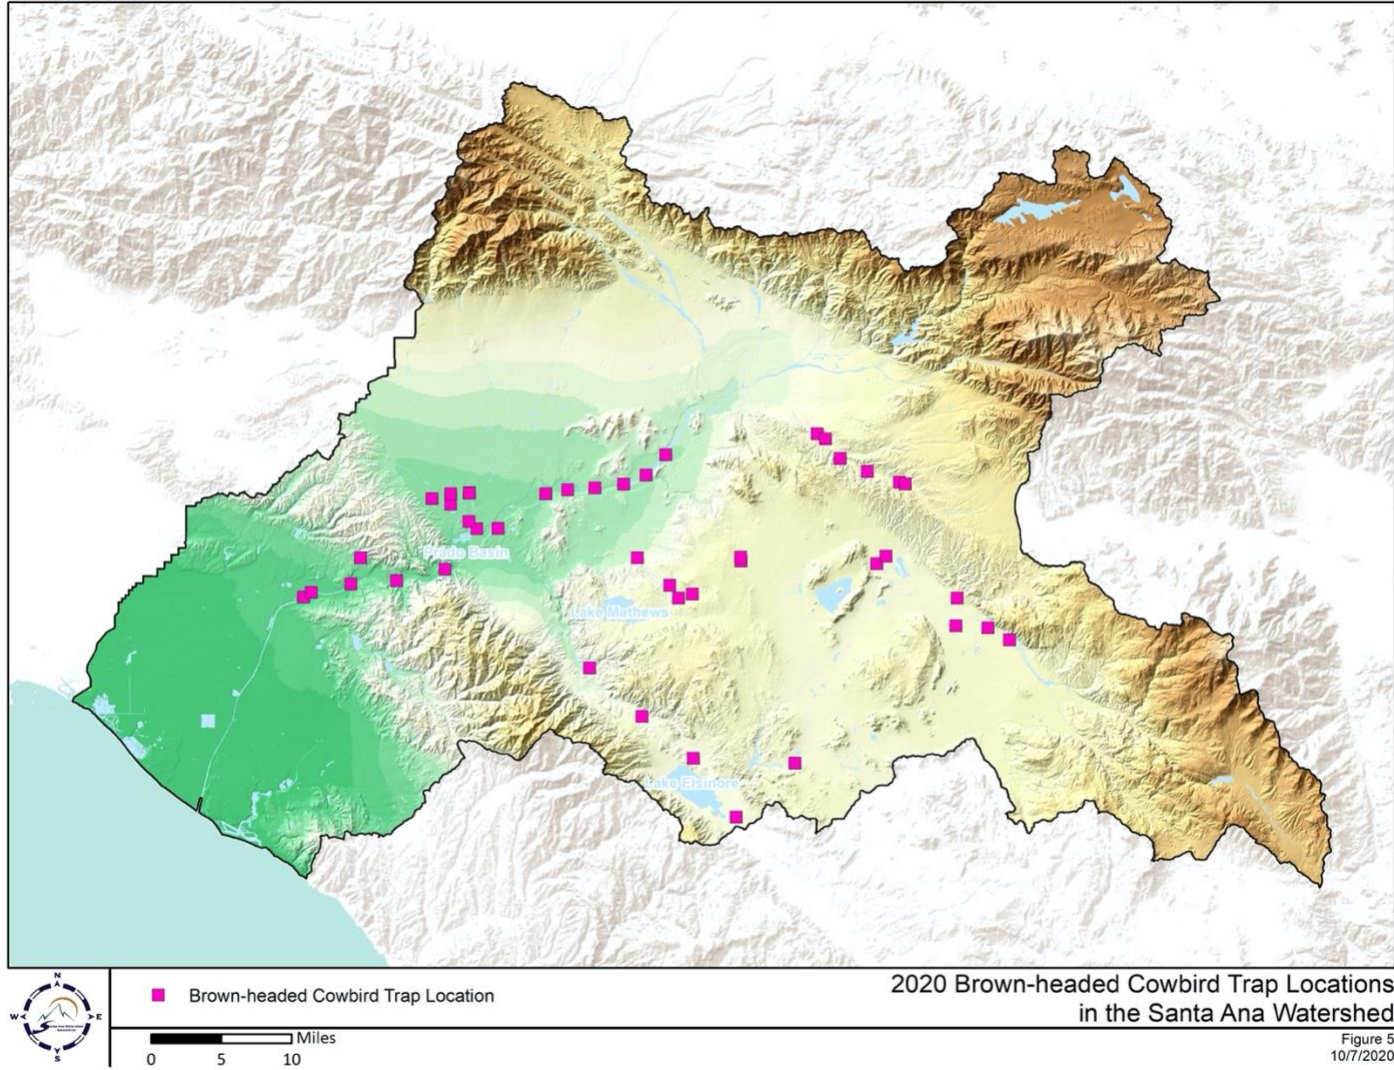 Prado Basin
Lake Mathews
Lake Elsinore
N
W
E
S
Brown-headed Cowbird Trap Location
0
5
10
Miles
2020 Brown-headed Cowbird Trap Locations
in the Santa Ana Watershed
Figure 5
10/7/2020